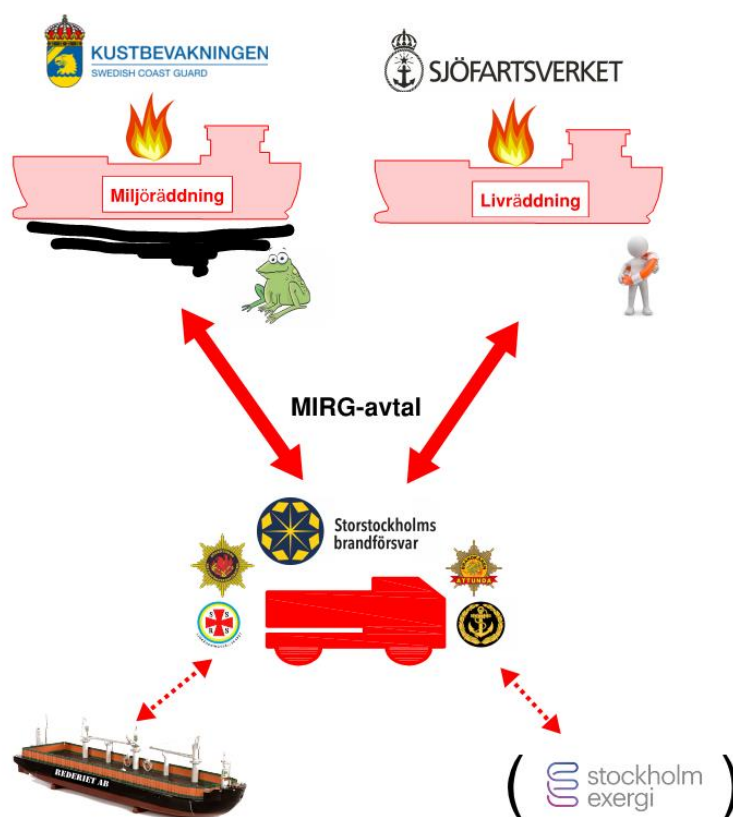 KUSTBEVAKNINGEN
SWEDISH COAST GUARD
SJÖFARTSVERKET
Miljöräddning
Livräddning
MIRG-avtal
Storstockholms
brandförsvar
ATTUNDA
REDERIET AB
( stockholm
exergi )